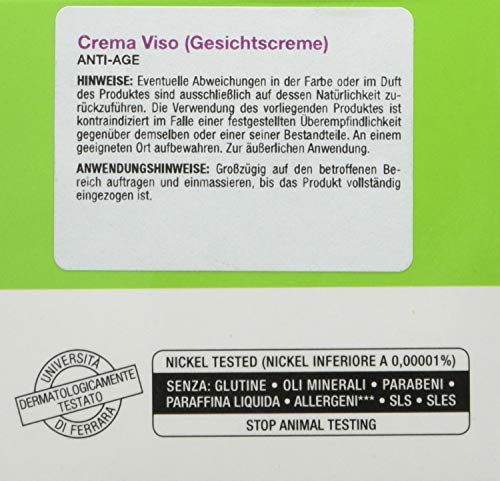 Crema Viso (Gesichtscreme)
ANTI-AGE
HINWEISE: Eventuelle Abweichungen in der Farbe oder im Duft
des Produktes sind ausschließlich auf dessen Natürlichkeit zu-
rückzuführen. Die Verwendung des vorliegenden Produktes ist
kontraindiziert im Falle einer festgestellten Überempfindlichkeit
gegenüber demselben oder einer seiner Bestandteile. An einem
geeigneten Ort aufbewahren. Zur äußerlichen Anwendung.
ANWENDUNGSHINWEISE: Großzügig auf den betroffenen Be-
reich auftragen und einmassieren, bis das Produkt vollständig
eingezogen ist.
UNIVERSITÀ
DERMATOLOGICAMENTE
TESTATO
DI FERRARA
NICKEL TESTED (NICKEL INFERIORE A 0,00001%)
SENZA: GLUTINE • OLI MINERALI • PARABENI •
PARAFFINA LIQUIDA • ALLERGENI*** • SLS • SLES
STOP ANIMAL TESTING